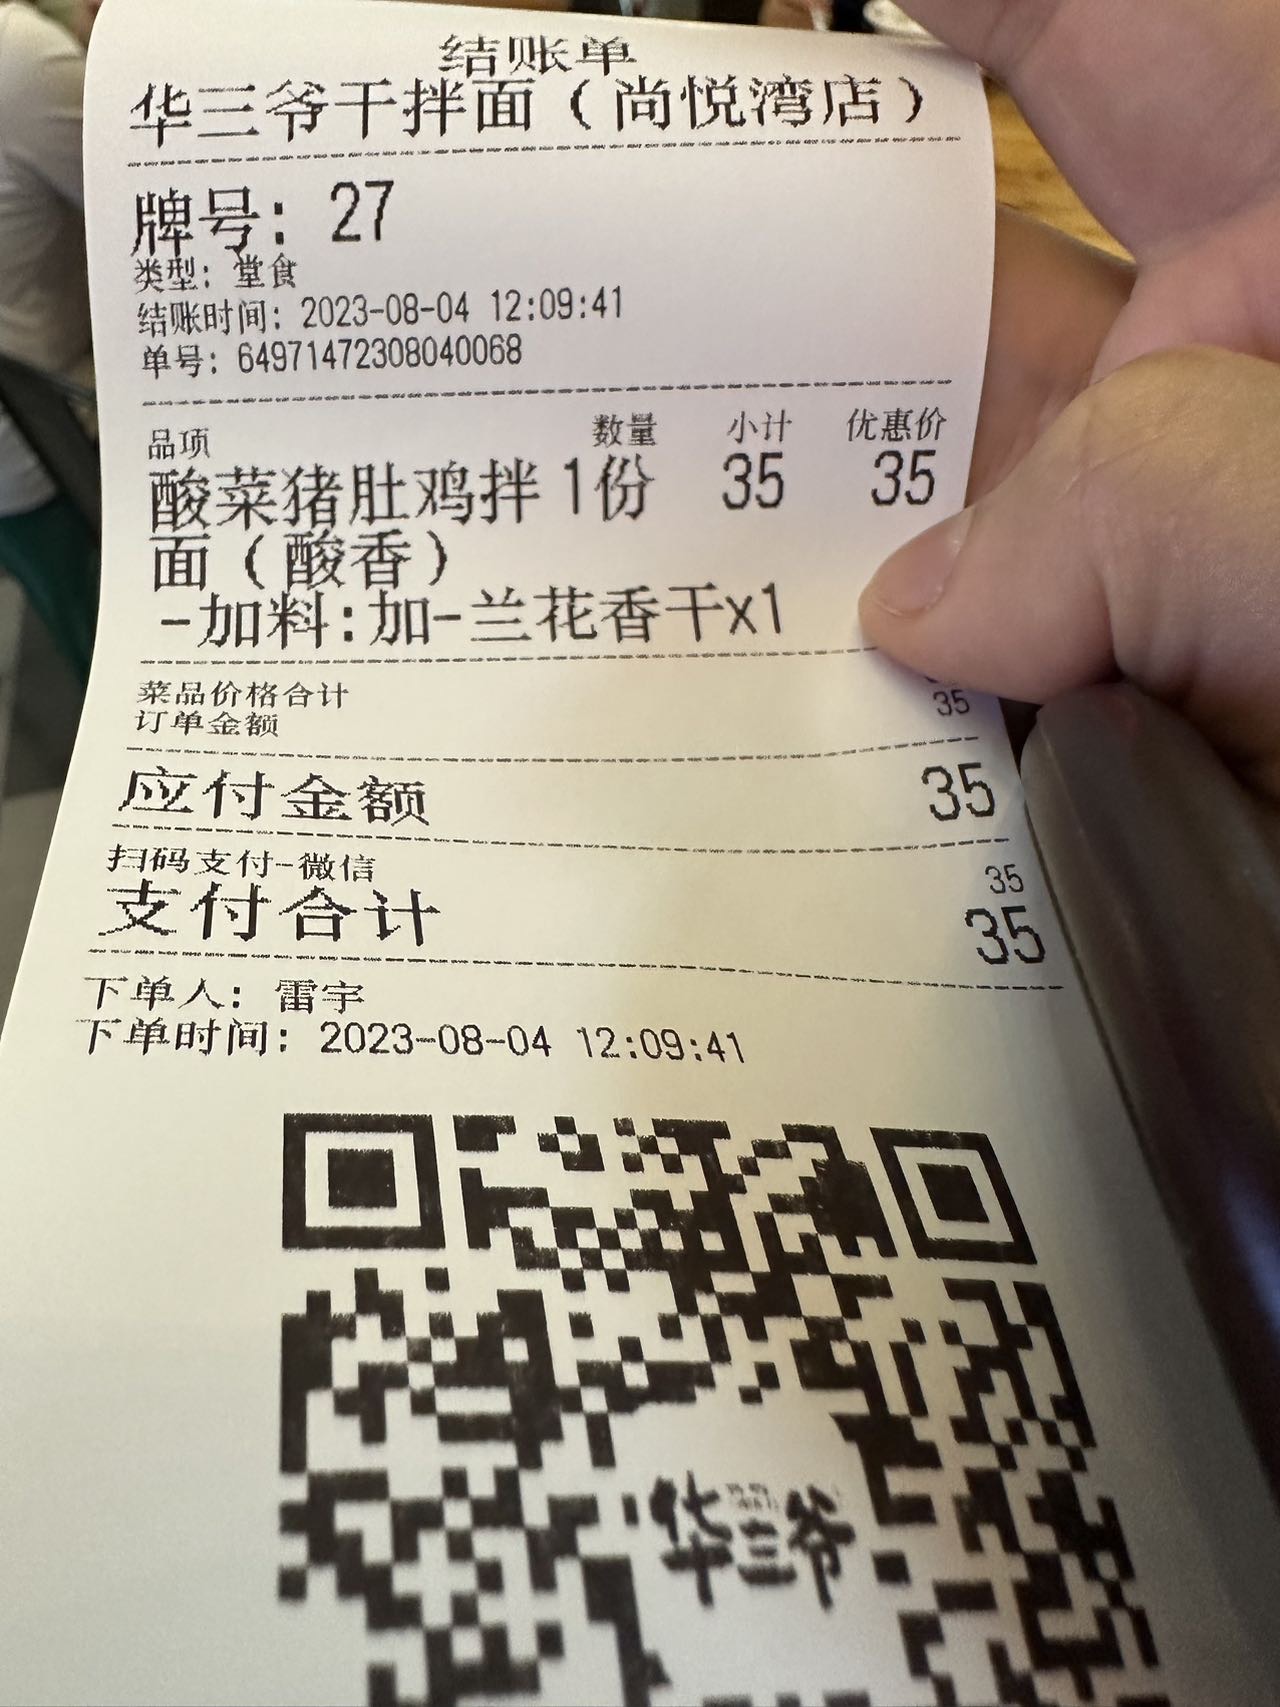 结账单
华三爷干拌面（尚悦湾店）
牌号：27
类型：堂食
结账时间：2023-08-04 12:09:41
单号：64971472308040068
品项 数量 小计 优惠价
酸菜猪肚鸡拌 1份 35 35
面（酸香）
-加料:加-兰花香干x1
菜品价格合计
订单金额 35
应付金额 35
扫码支付-微信 35
支付合计 35
下单人：雷宇
下单时间：2023-08-04 12:09:41
华三爷